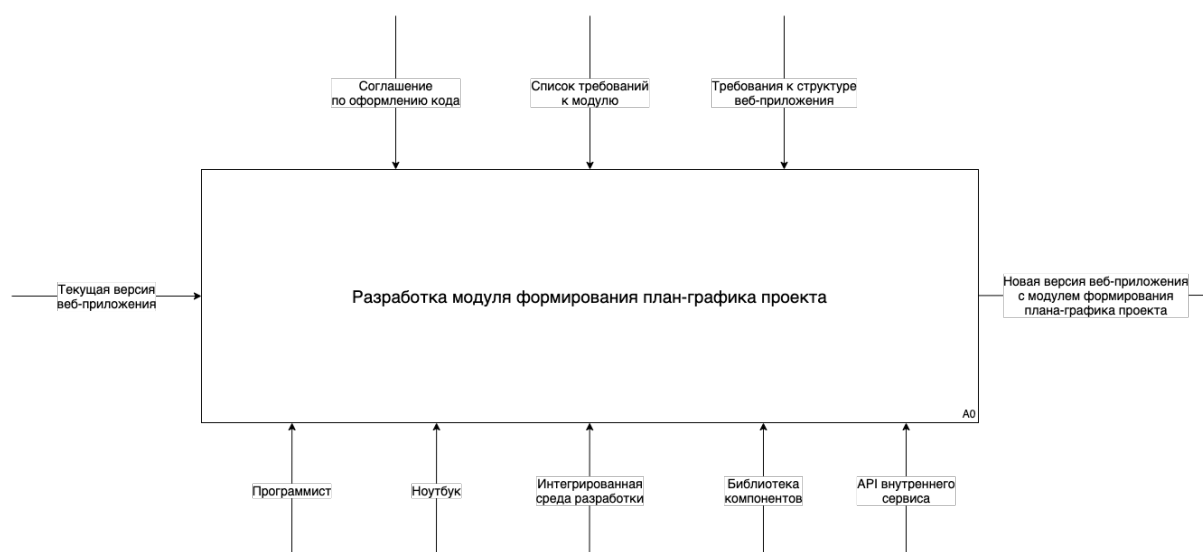 Соглашение
по оформлению кода
Список требований
к модулю
Требования к структуре
веб-приложения
Текущая версия
веб-приложения
Разработка модуля формирования план-графика проекта
Новая версия веб-приложения
с модулем формирования
плана-графика проекта
A0
Программист
Ноутбук
Интегрированная
среда разработки
Библиотека
компонентов
API внутреннего
сервиса